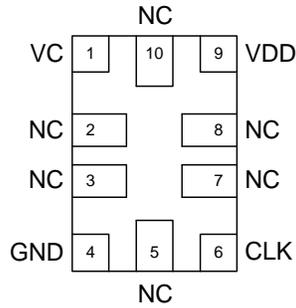 NC
VC 1 10 9 VDD
NC 2 8 NC
NC 3 7 NC
GND 4 5 6 CLK
NC